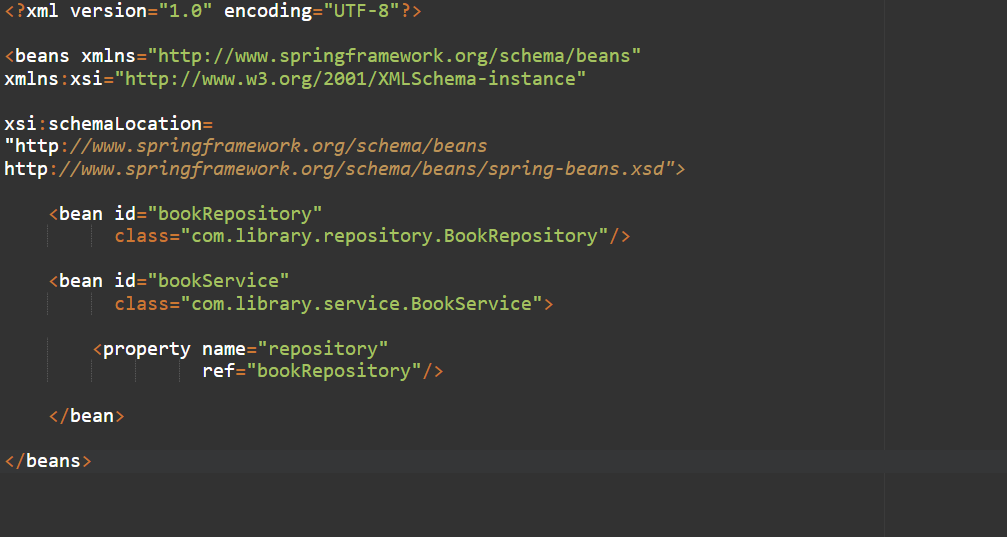 <?xml version="1.0" encoding="UTF-8"?>
<beans xmlns="http://www.springframework.org/schema/beans"
xmlns:xsi="http://www.w3.org/2001/XMLSchema-instance"
xsi:schemaLocation=
"http://www.springframework.org/schema/beans
http://www.springframework.org/schema/beans/spring-beans.xsd">
<bean id="bookRepository"
class="com.library.repository.BookRepository"/>
<bean id="bookService"
class="com.library.service.BookService">
<property name="repository"
ref="bookRepository"/>
</bean>
</beans>